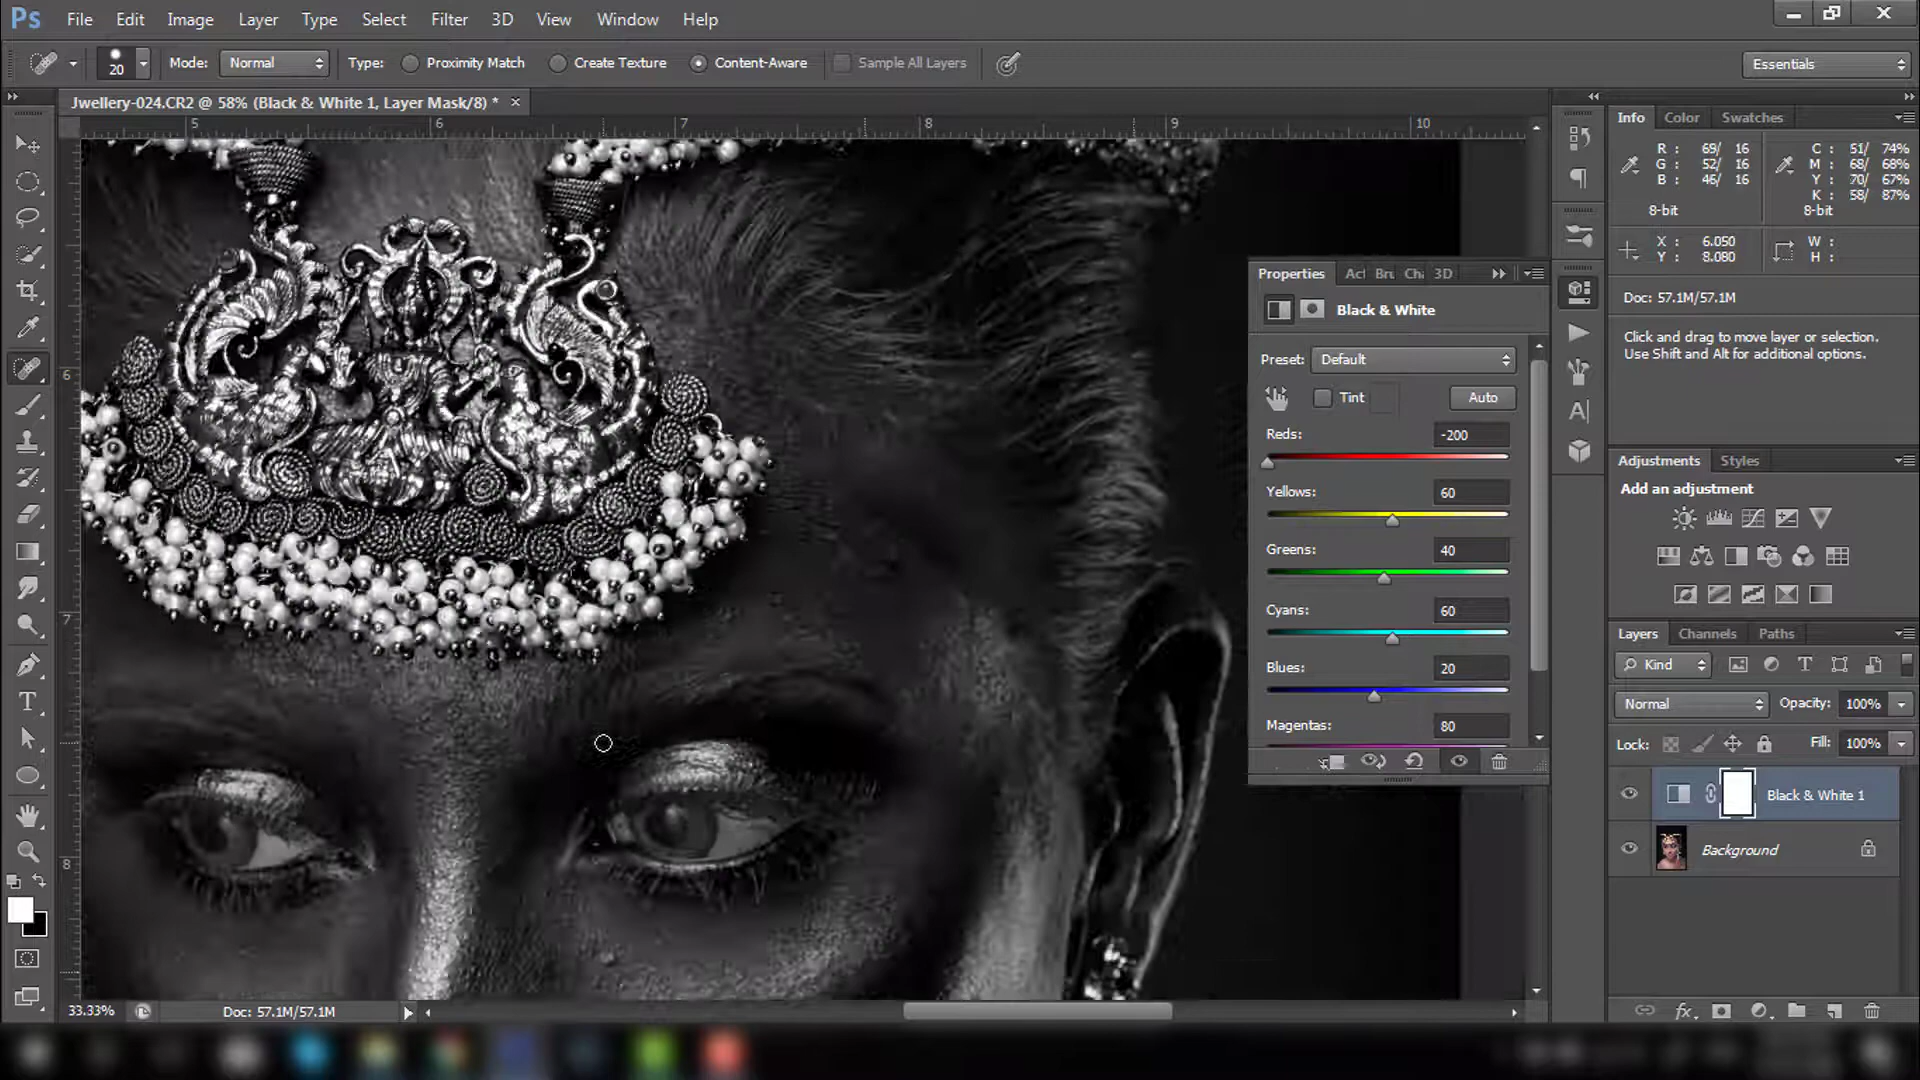 Ps File Edit Image Layer Type Select Filter 3D View Window Help
20 Mode: Normal Type: Proximity Match Create Texture Content-Aware Sample All Layers Essentials
Jwellery-024.CR2 @ 58% (Black & White 1, Layer Mask/8) * ×
5 6 7 8 9 10
6
7
8
Info Color Swatches
R : 69/ 16 C : 51/ 74%
G : 52/ 16 M : 68/ 68%
B : 46/ 16 Y : 70/ 67%
K : 58/ 87%
8-bit 8-bit
X : 6.050 W :
Y : 8.080 H :
Doc: 57.1M/57.1M
Click and drag to move layer or selection.
Use Shift and Alt for additional options.
Properties Act Bru Cha 3D
Black & White
Preset: Default
Tint Auto
Reds: -200
Yellows: 60
Greens: 40
Cyans: 60
Blues: 20
Magentas: 80
Adjustments Styles
Add an adjustment
Layers Channels Paths
Kind T
Normal Opacity: 100%
Lock: Fill: 100%
Black & White 1
Background
fx
T
A
33.33% Doc: 57.1M/57.1M